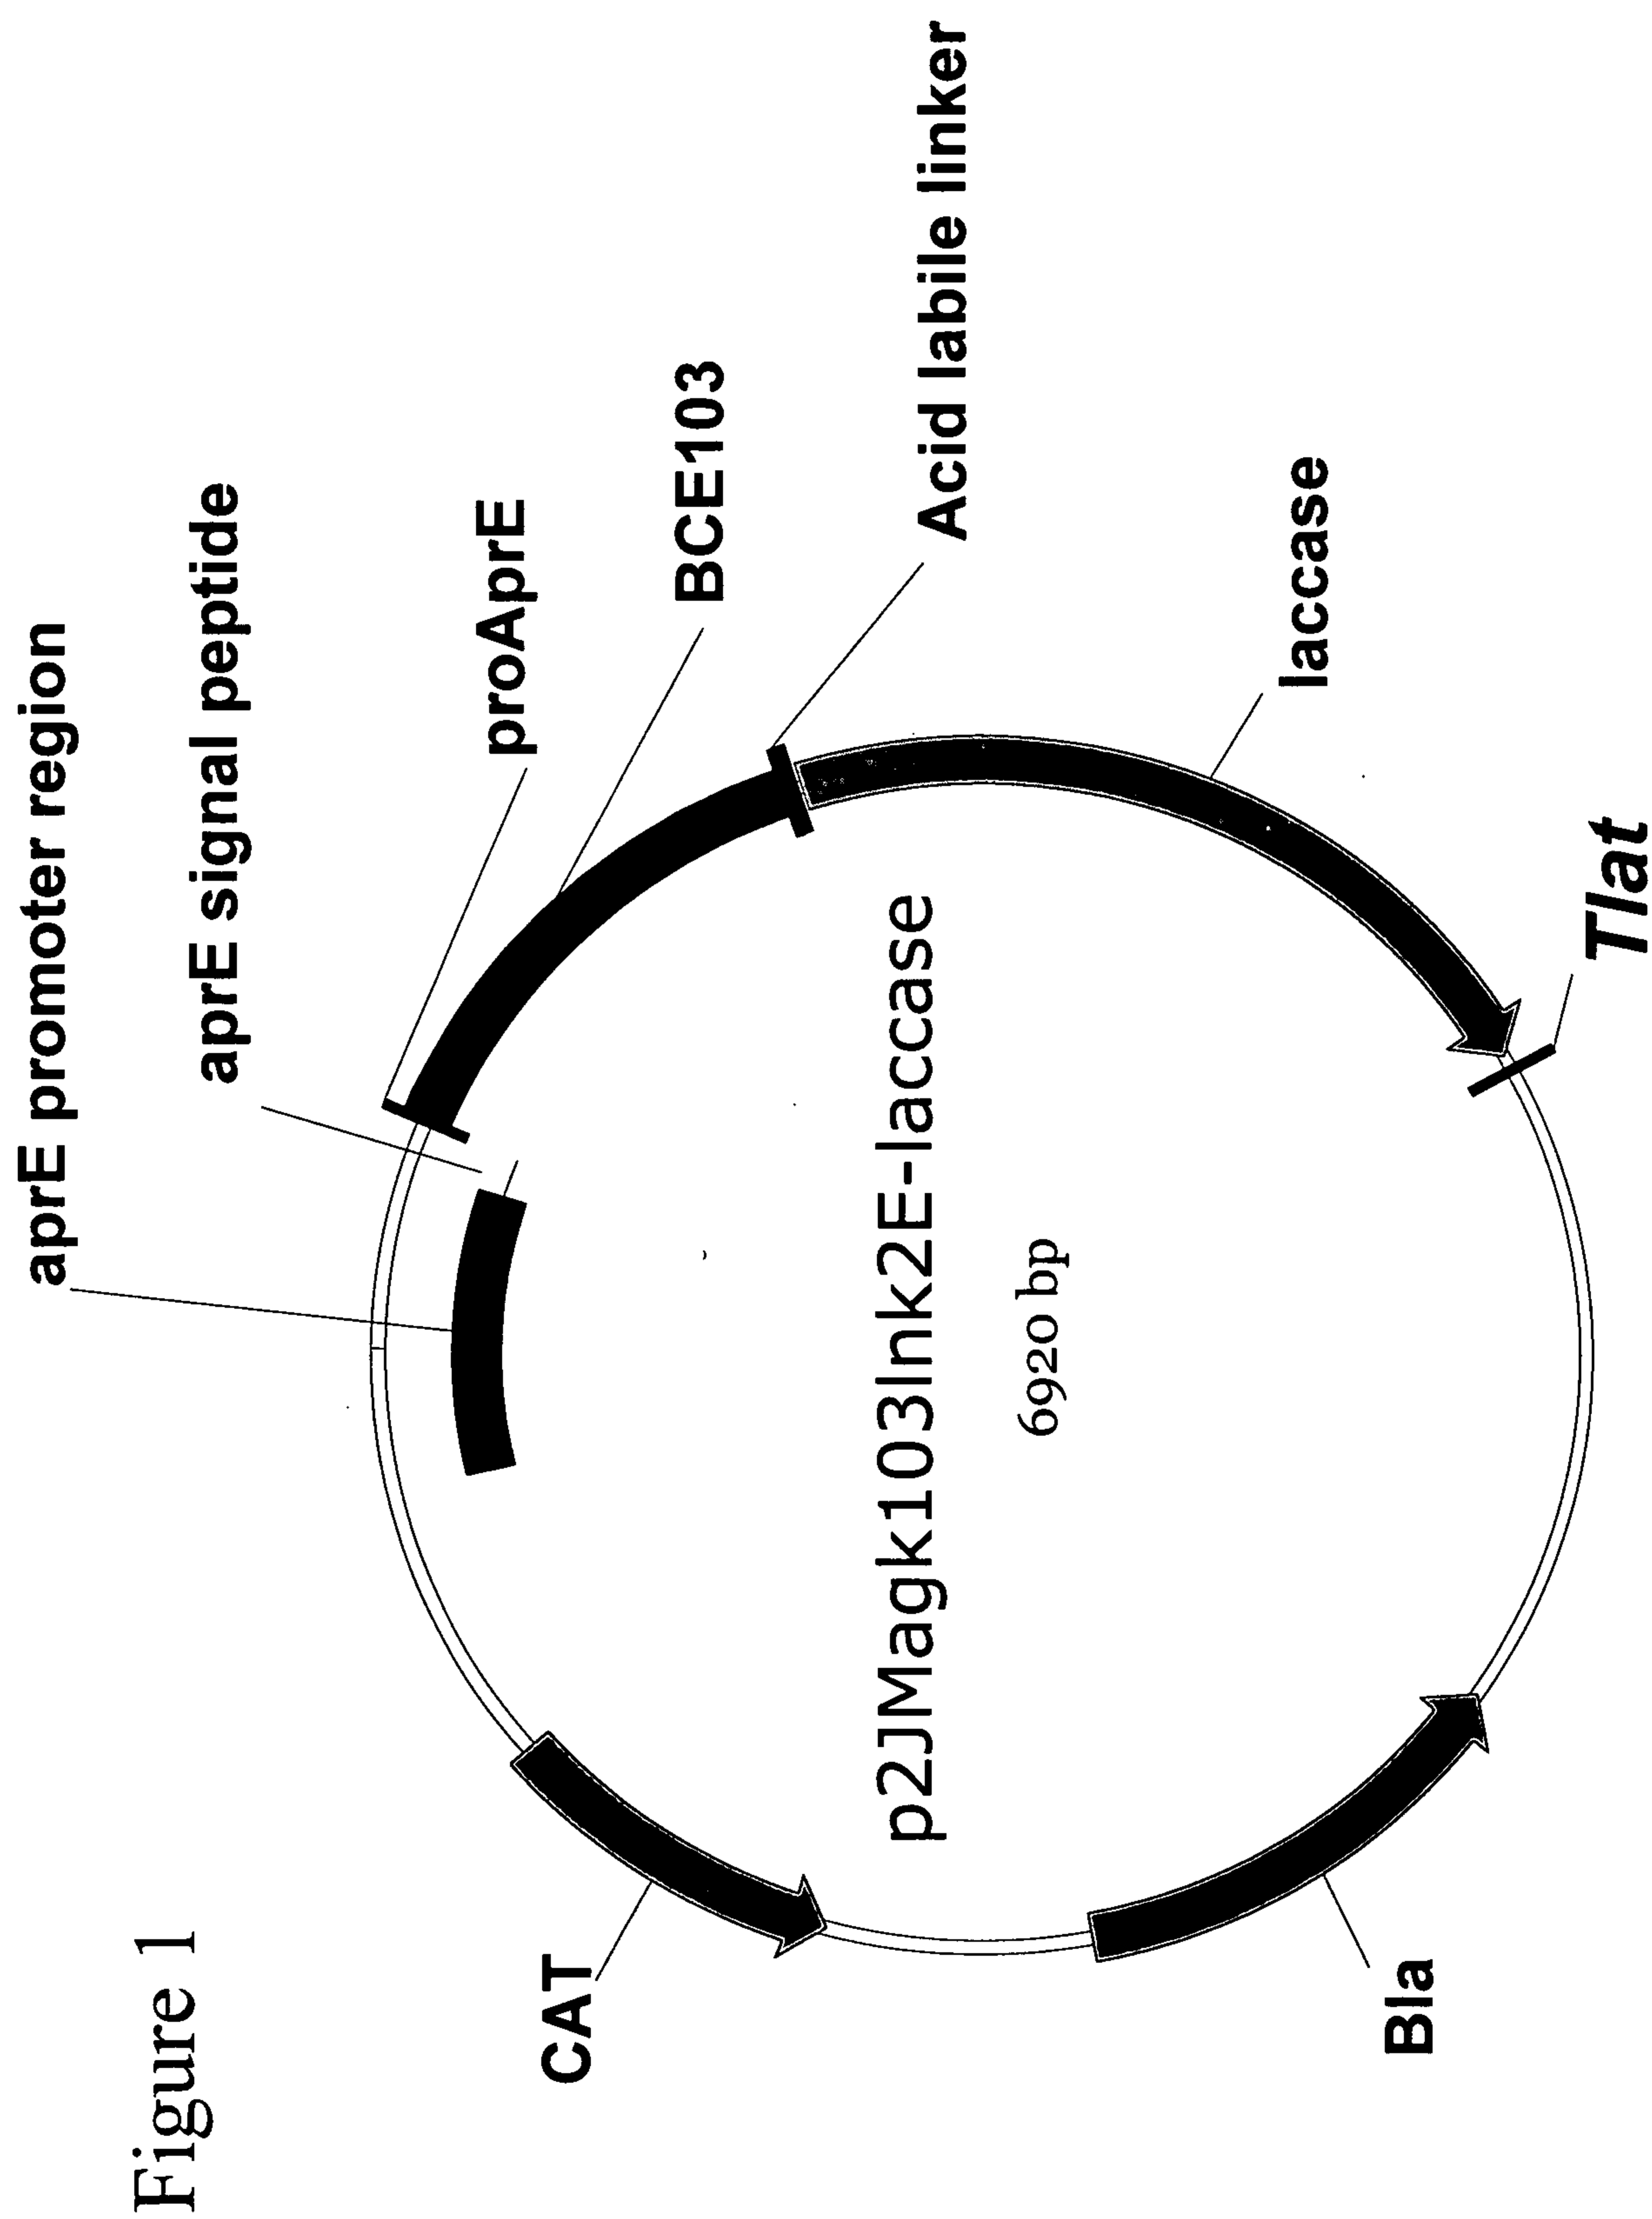 Figure 1
aprE promoter region
aprE signal peptide
proAprE
BCE103
Acid labile linker
laccase
Tlat
Bla
CAT
p2JMagk103lnk2E-laccase
6920 bp